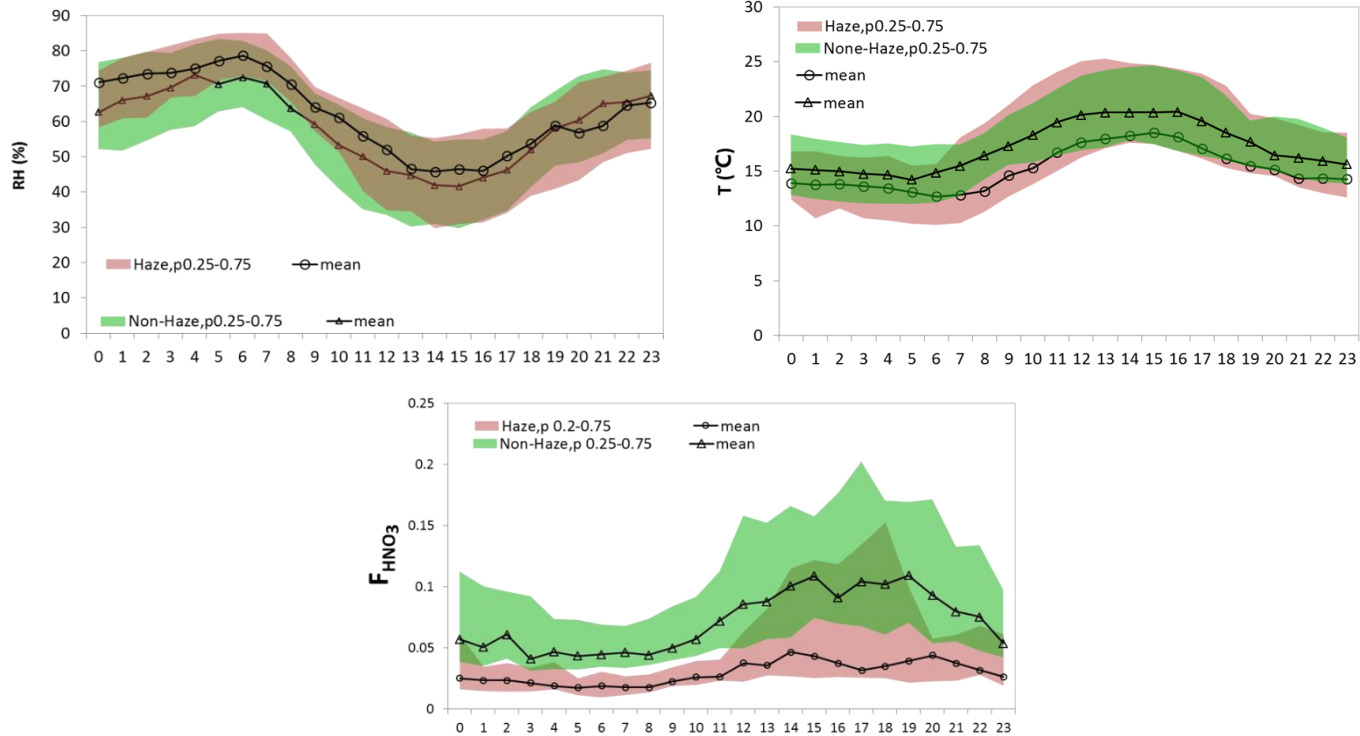 90
80
70
60
50
40
30
20
10
0
RH (%)
Haze,p0.25-0.75 mean
Non-Haze,p0.25-0.75 mean
0 1 2 3 4 5 6 7 8 9 10 11 12 13 14 15 16 17 18 19 20 21 22 23
30
25
20
15
10
5
0
T (℃)
Haze,p0.25-0.75
None-Haze,p0.25-0.75
mean
mean
0 1 2 3 4 5 6 7 8 9 10 11 12 13 14 15 16 17 18 19 20 21 22 23
0.25
0.2
0.15
0.1
0.05
0
FHNO3
Haze,p 0.2-0.75 mean
Non-Haze,p 0.25-0.75 mean
0 1 2 3 4 5 6 7 8 9 10 11 12 13 14 15 16 17 18 19 20 21 22 23